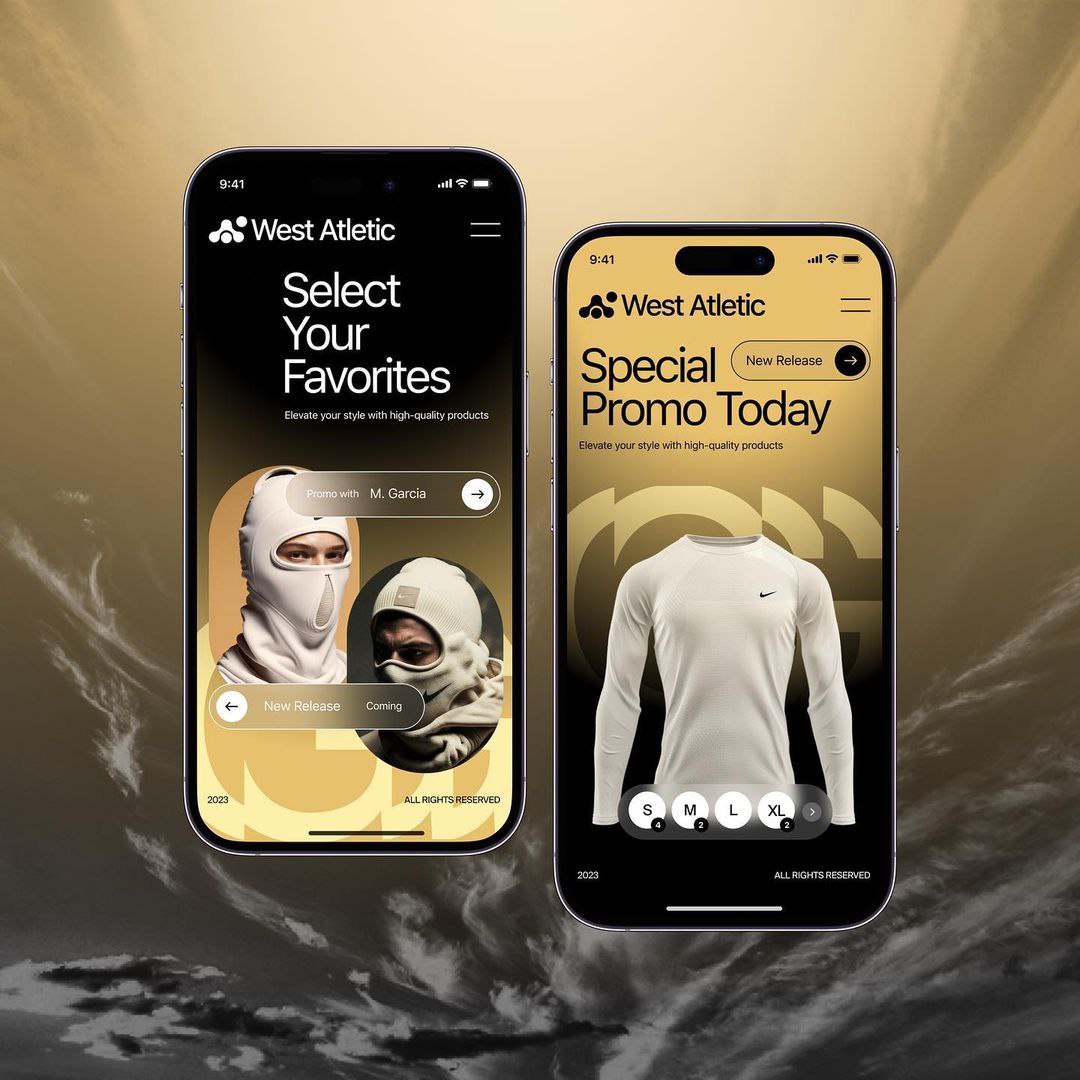 9:41
West Atletic
Select
Your
Favorites
Elevate your style with high-quality products
Promo with M. Garcia
New Release Coming
2023 ALL RIGHTS RESERVED
9:41
West Atletic
Special
New Release
Promo Today
Elevate your style with high-quality products
S M L XL
4 2 2
2023 ALL RIGHTS RESERVED